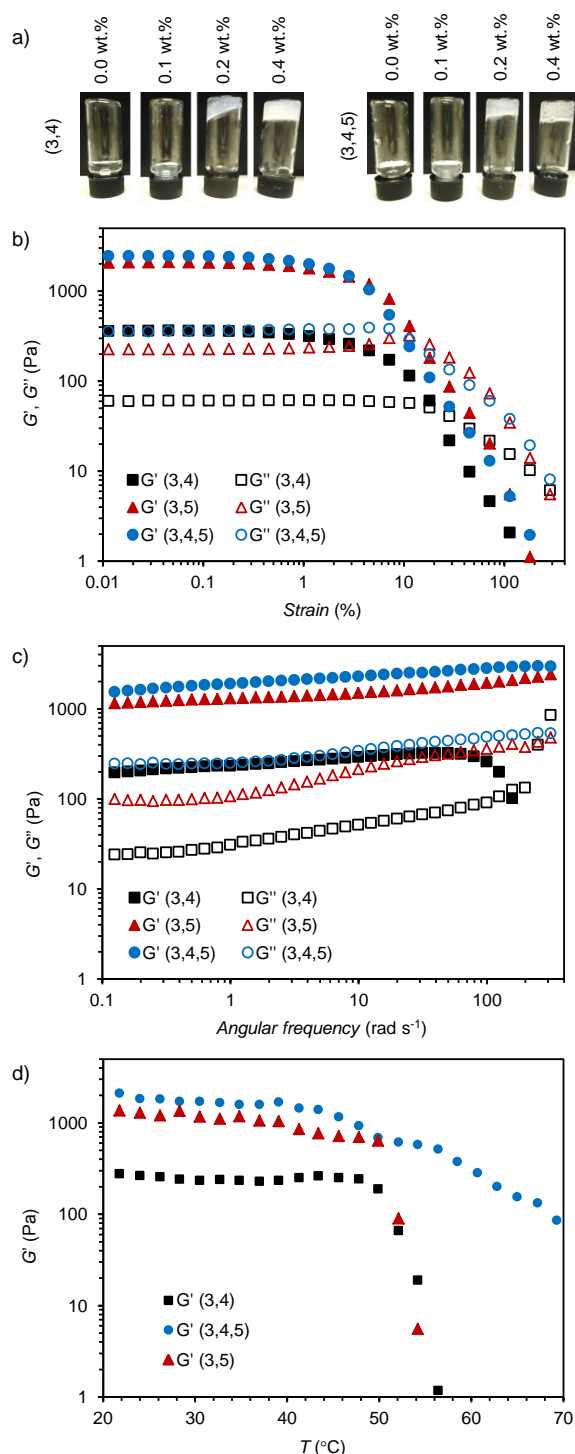 a)
0.0 wt.%
0.1 wt.%
0.2 wt.%
0.4 wt.%
0.0 wt.%
0.1 wt.%
0.2 wt.%
0.4 wt.%
(3,4)
(3,4,5)
b)
1000
100
10
1
G', G'' (Pa)
G' (3,4)
G'' (3,4)
G' (3,5)
G'' (3,5)
G' (3,4,5)
G'' (3,4,5)
0.01
0.1
1
10
100
Strain (%)
c)
1000
100
10
1
G', G'' (Pa)
G' (3,4)
G'' (3,4)
G' (3,5)
G'' (3,5)
G' (3,4,5)
G'' (3,4,5)
0.1
1
10
100
Angular frequency (rad s⁻¹)
d)
1000
100
10
1
G' (Pa)
G' (3,4)
G' (3,4,5)
G' (3,5)
20
30
40
50
60
70
T (°C)